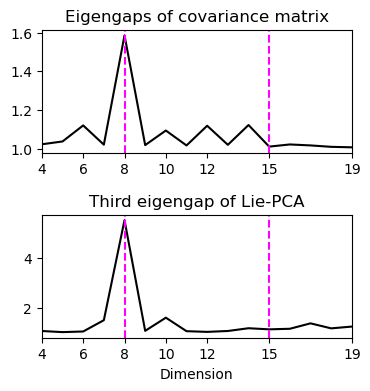 Eigengaps of covariance matrix
1.6
1.4
1.2
1.0
4 6 8 10 12 15 19
Third eigengap of Lie-PCA
4
2
4 6 8 10 12 15 19
Dimension